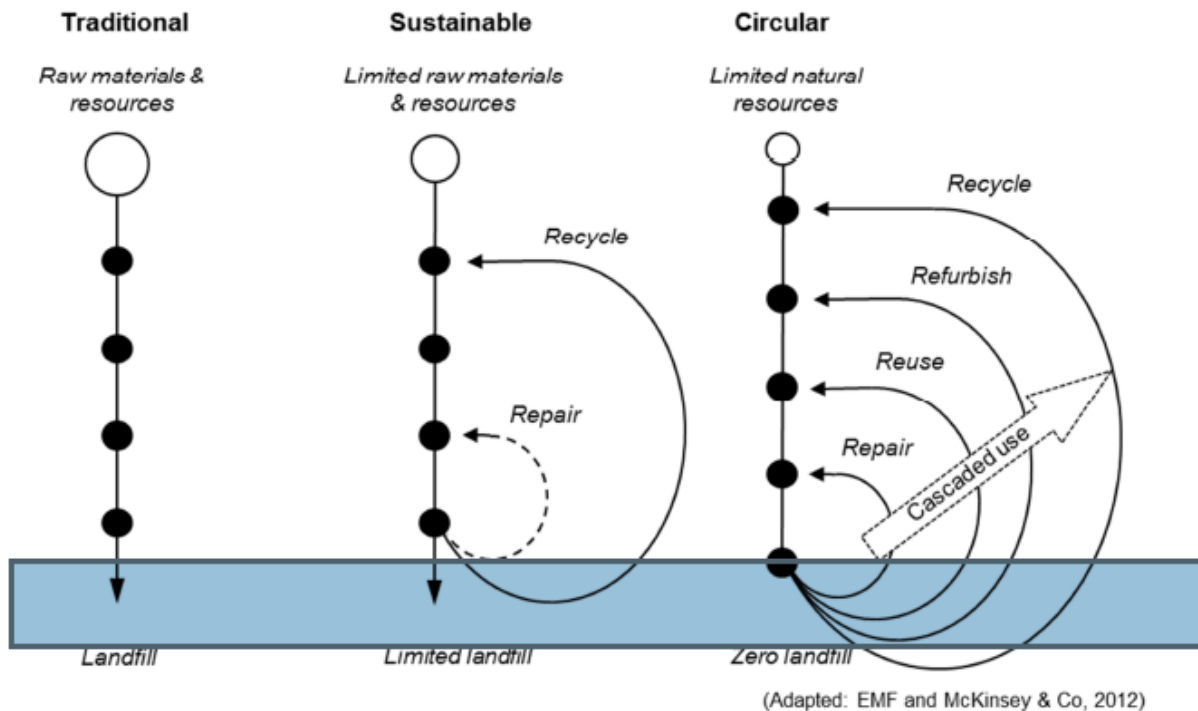 Traditional
Raw materials &
resources
Sustainable
Limited raw materials
& resources
Circular
Limited natural
resources
Recycle
Repair
Recycle
Refurbish
Reuse
Repair
Cascaded use
Landfill
Limited landfill
Zero landfill
(Adapted: EMF and McKinsey & Co, 2012)